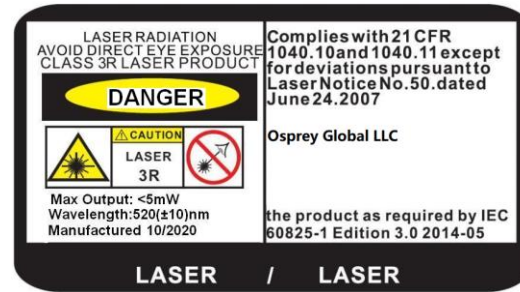 LASER RADIATION
AVOID DIRECT EYE EXPOSURE
CLASS 3R LASER PRODUCT
DANGER
CAUTION
LASER
3R
Max Output: <5mW
Wavelength:520(±10)nm
Manufactured 10/2020
Complies with 21 CFR
1040.10and 1040.11 except
for deviations pursuant to
Laser Notice No.50.dated
June 24.2007
Osprey Global LLC
the product as required by IEC
60825-1 Edition 3.0 2014-05
LASER / LASER